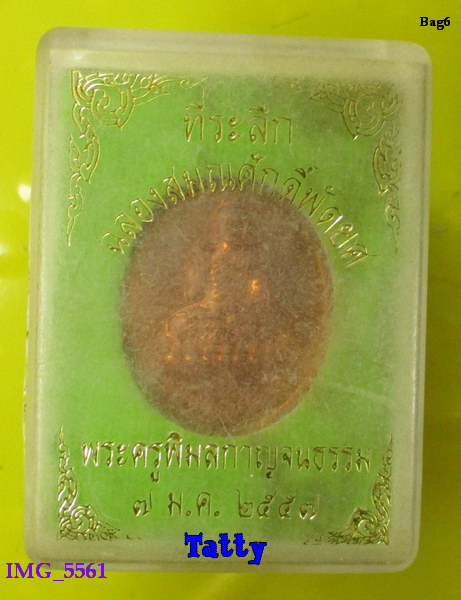 Bag6
ที่ระลึก
ฉลองสมณศักดิ์พัดยศ
พระครูพิมลกาญจนธรรม
๗ ม.ค. ๒๕๕๗
Tatty
IMG_5561